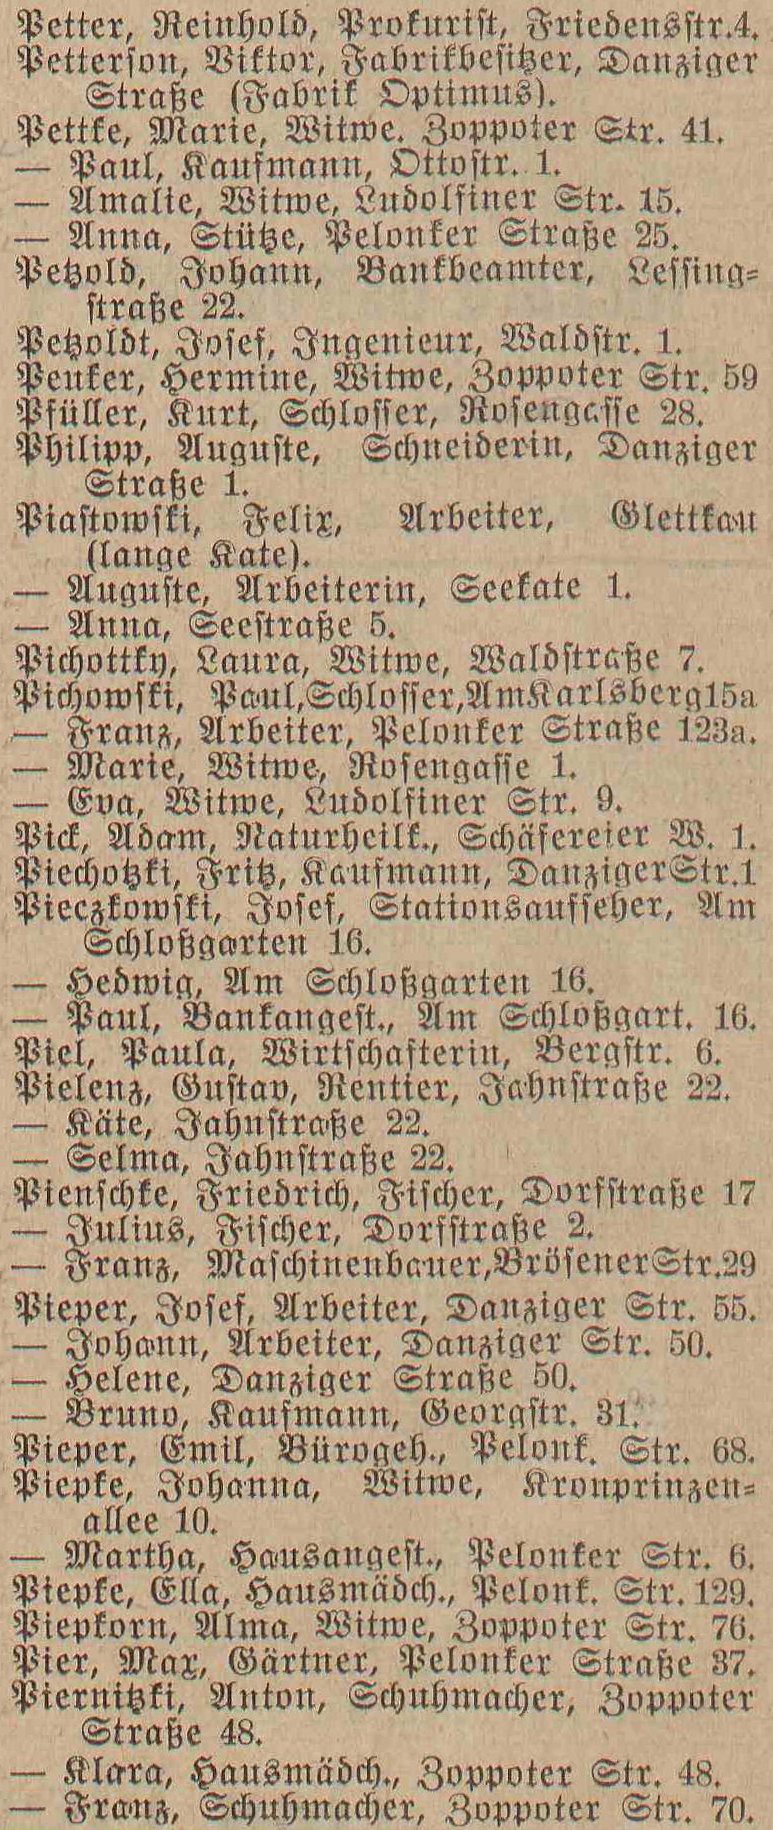 Petter, Reinhold, Prokurist, Friedensstr.4.
Petterson, Viktor, Fabrikbesitzer, Danziger
Straße (Fabrik Optimus).
Pettke, Marie, Witwe. Zoppoter Str. 41.
— Paul, Kaufmann, Ottostr. 1.
— Amalie, Witwe, Ludolfiner Str. 15.
— Anna, Stütze, Pelonker Straße 25.
Petzold, Johann, Bankbeamter, Lessing-
straße 22.
Petzoldt, Josef, Ingenieur, Waldstr. 1.
Penker, Hermine, Witwe, Zoppoter Str. 59
Pfüller, Kurt, Schlosser, Rosengasse 28.
Philipp, Auguste, Schneiderin, Danziger
Straße 1.
Piastowski, Felix, Arbeiter, Glettkau
(lange Kate).
— Auguste, Arbeiterin, Seekate 1.
— Anna, Seestraße 5.
Pichottky, Laura, Witwe, Waldstraße 7.
Pichowski, Paul,Schlosser,AmKarlsberg15a
— Franz, Arbeiter, Pelonker Straße 123a.
— Marie, Witwe, Rosengasse 1.
— Eva, Witwe, Ludolfiner Str. 9.
Pick, Adam, Naturheilk., Schäfereier W. 1.
Piechotzki, Fritz, Kaufmann, DanzigerStr.1
Pieczkowski, Josef, Stationsaufseher, Am
Schloßgarten 16.
— Hedwig, Am Schloßgarten 16.
— Paul, Bankangest., Am Schloßgart. 16.
Piel, Paula, Wirtschafterin, Bergstr. 6.
Pielenz, Gustav, Rentier, Jahnstraße 22.
— Käte, Jahnstraße 22.
— Selma, Jahnstraße 22.
Pienschke, Friedrich, Fischer, Dorfstraße 17
— Julius, Fischer, Dorfstraße 2.
— Franz, Maschinenbauer,BrösenerStr.29
Pieper, Josef, Arbeiter, Danziger Str. 55.
— Johann, Arbeiter, Danziger Str. 50.
— Helene, Danziger Straße 50.
— Bruno, Kaufmann, Georgstr. 31.
Pieper, Emil, Bürogeh., Pelonk. Str. 68.
Piepke, Johanna, Witwe, Kronprinzen-
allee 10.
— Martha, Hausangest., Pelonker Str. 6.
Piepke, Ella, Hausmädch., Pelonk. Str. 129.
Piepkorn, Alma, Witwe, Zoppoter Str. 76.
Pier, Max, Gärtner, Pelonker Straße 37.
Piernitzki, Anton, Schuhmacher, Zoppoter
Straße 48.
— Klara, Hausmädch., Zoppoter Str. 48.
— Franz, Schuhmacher, Zoppoter Str. 70.